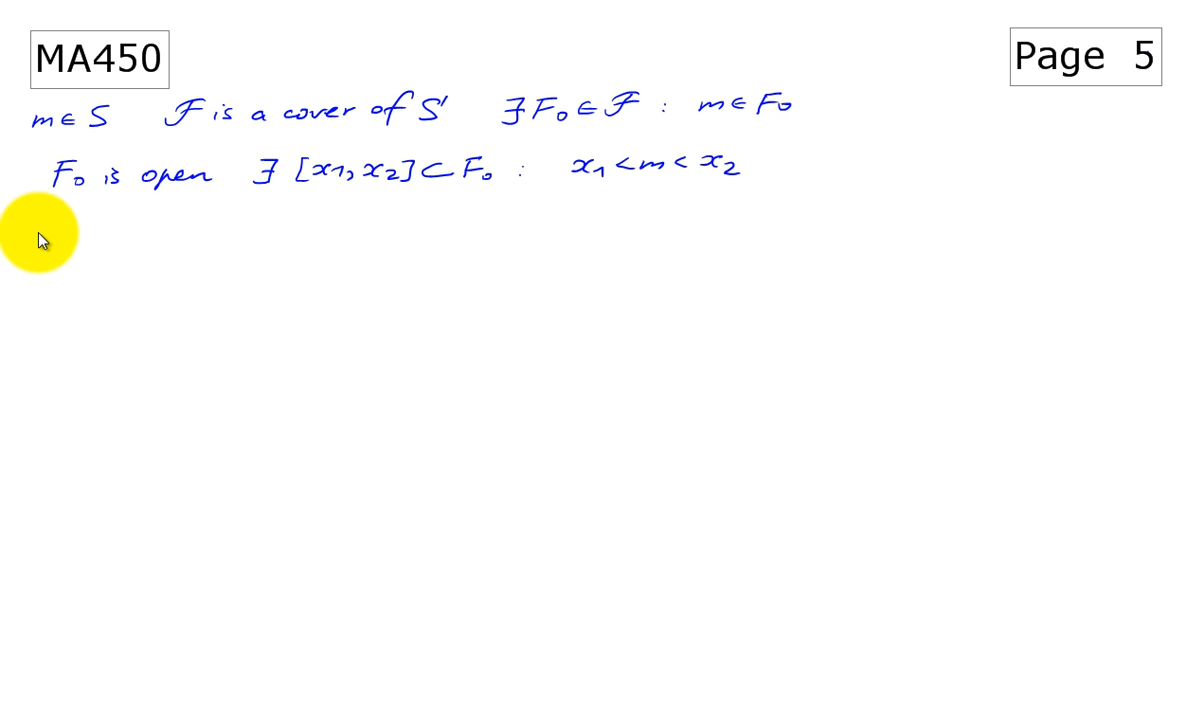 MA450
Page 5
m ∈ S ℱ is a cover of S ∃ F₀ ∈ ℱ : m ∈ F₀
F₀ is open ∃ [x₁, x₂] ⊂ F₀ : x₁ < m < x₂